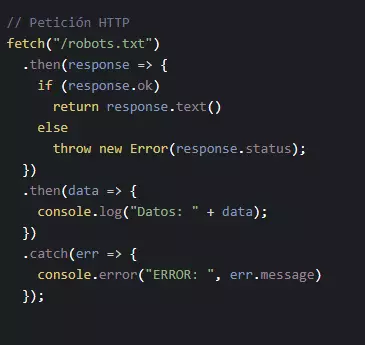 // Petición HTTP
fetch("/robots.txt")
  .then(response => {
    if (response.ok)
      return response.text()
    else
      throw new Error(response.status);
  })
  .then(data => {
    console.log("Datos: " + data);
  })
  .catch(err => {
    console.error("ERROR: ", err.message)
  });